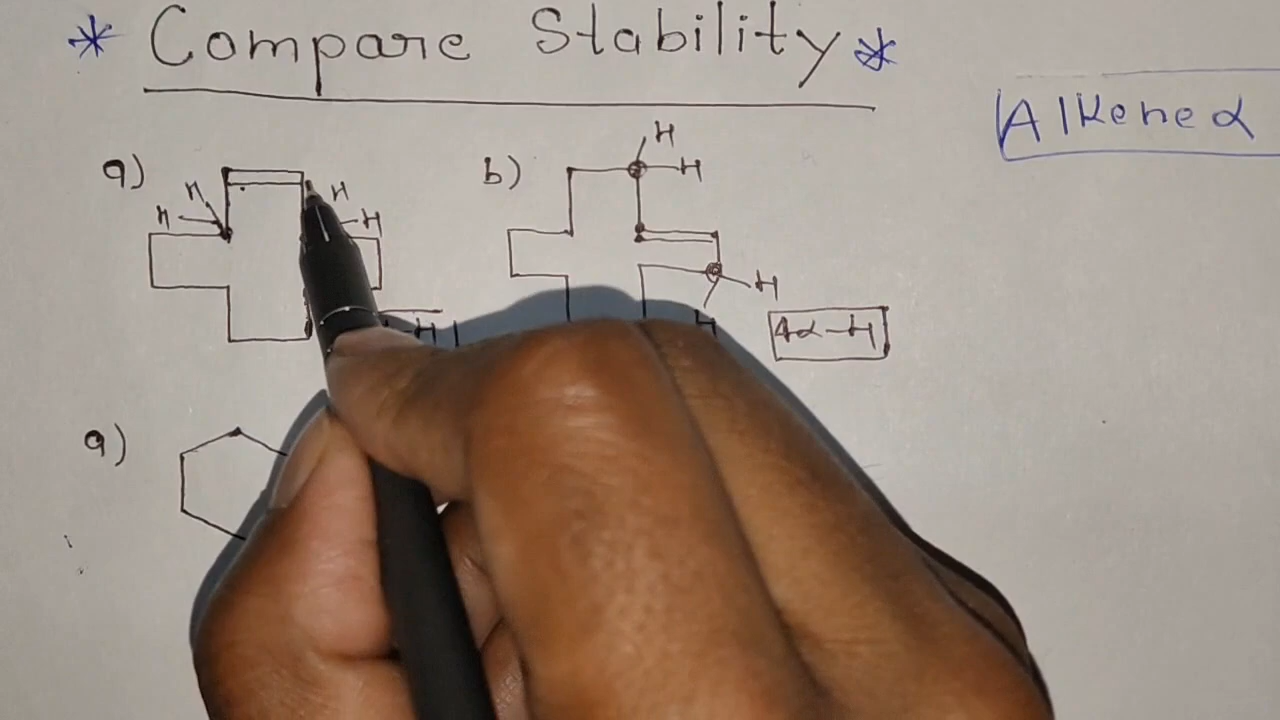 * Compare Stability *
Alkene α
a) H H H H
b) H H H H
4α-H
a)